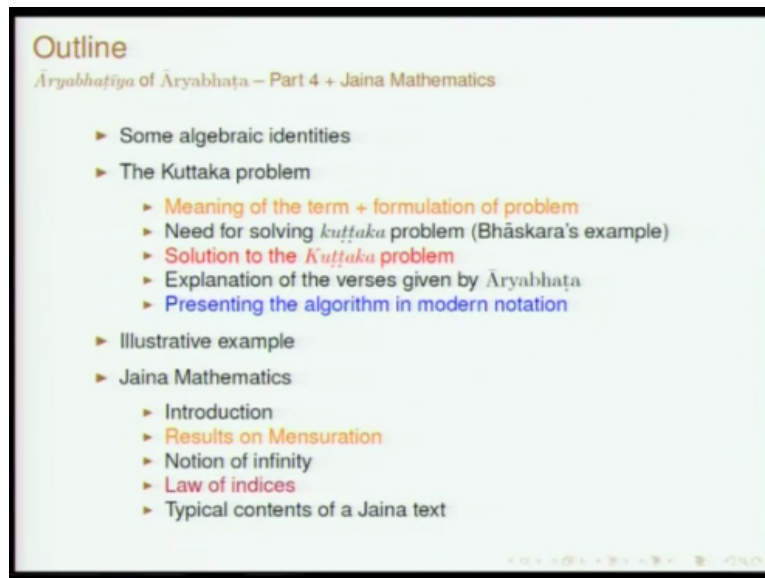 Outline
Āryabhaṭīya of Āryabhaṭa – Part 4 + Jaina Mathematics
► Some algebraic identities
► The Kuttaka problem
► Meaning of the term + formulation of problem
► Need for solving kuṭṭaka problem (Bhāskara's example)
► Solution to the Kuṭṭaka problem
► Explanation of the verses given by Āryabhaṭa
► Presenting the algorithm in modern notation
► Illustrative example
► Jaina Mathematics
► Introduction
► Results on Mensuration
► Notion of infinity
► Law of indices
► Typical contents of a Jaina text